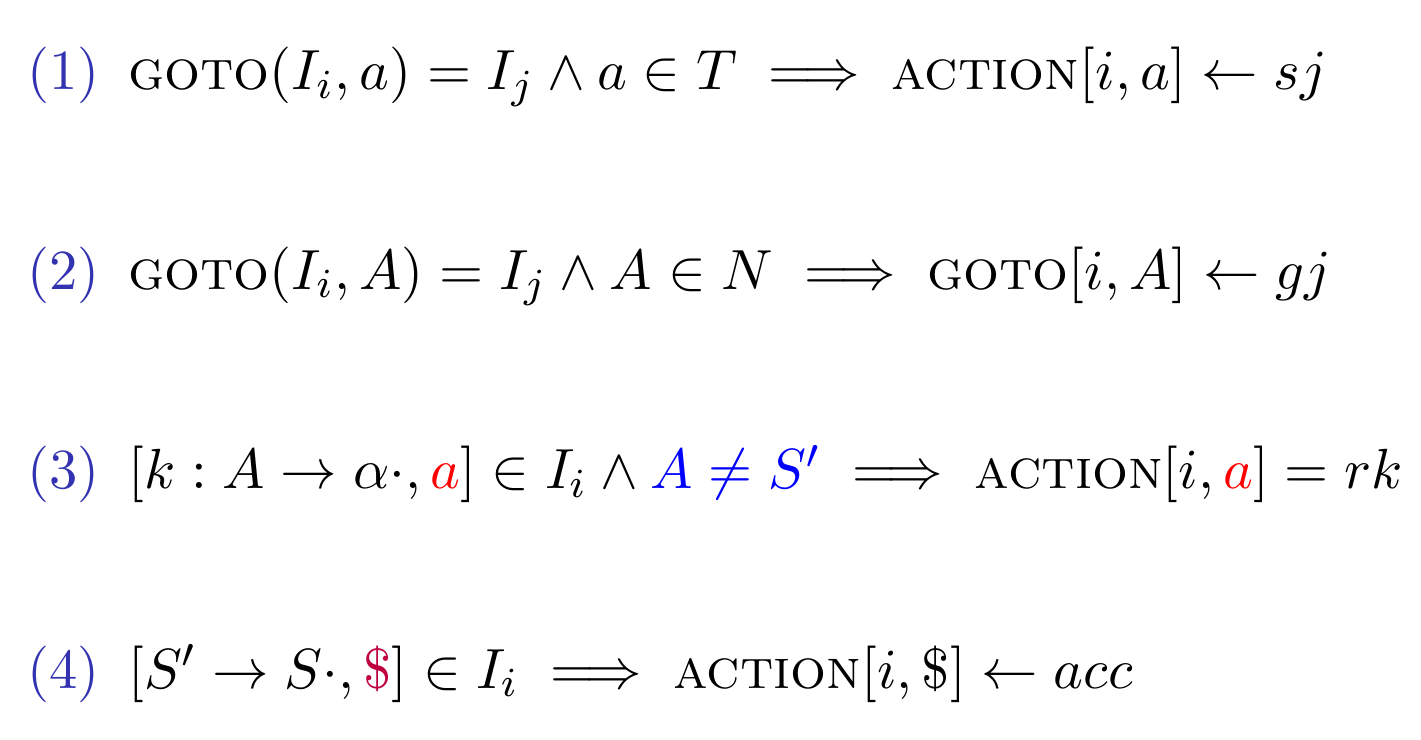 (1) GOTO(I_i, a) = I_j ∧ a ∈ T ⟹ ACTION[i, a] ← sj
(2) GOTO(I_i, A) = I_j ∧ A ∈ N ⟹ GOTO[i, A] ← gj
(3) [k : A → α·, a] ∈ I_i ∧ A ≠ S′ ⟹ ACTION[i, a] = rk
(4) [S′ → S·, $] ∈ I_i ⟹ ACTION[i, $] ← acc